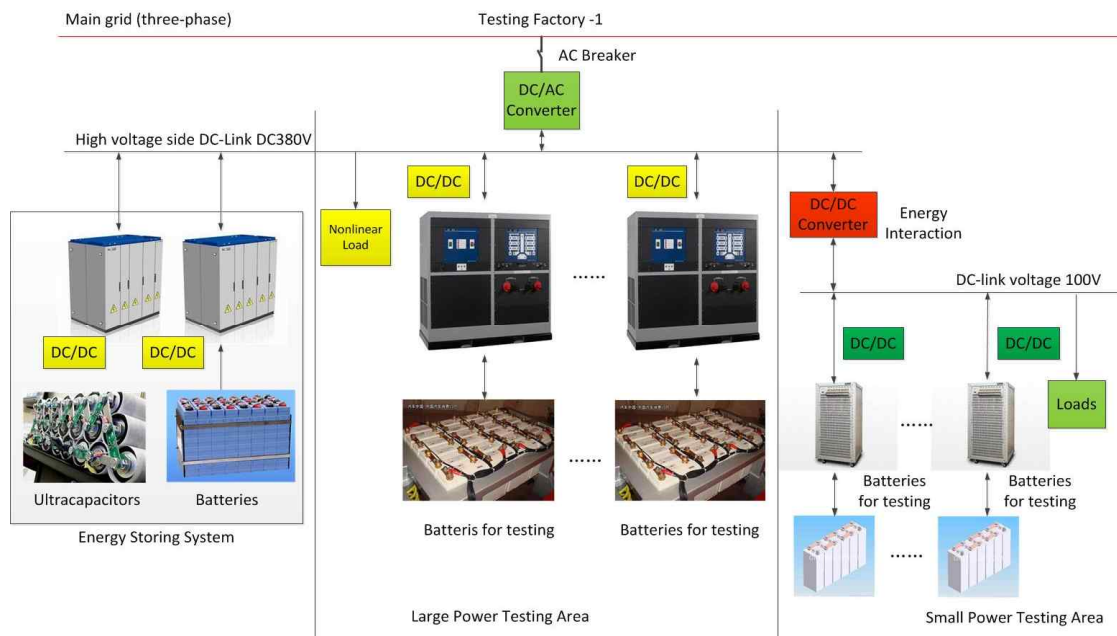 Main grid (three-phase)
Testing Factory -1
AC Breaker
DC/AC
Converter
High voltage side DC-Link DC380V
DC/DC
DC/DC
Nonlinear
Load
DC/DC
Converter
Energy
Interaction
DC-link voltage 100V
......
DC/DC
DC/DC
DC/DC
DC/DC
Loads
......
......
Ultracapacitors
Batteries
Energy Storing System
Batteris for testing
Batteries for testing
Batteries
for testing
Batteries
for testing
......
Large Power Testing Area
Small Power Testing Area